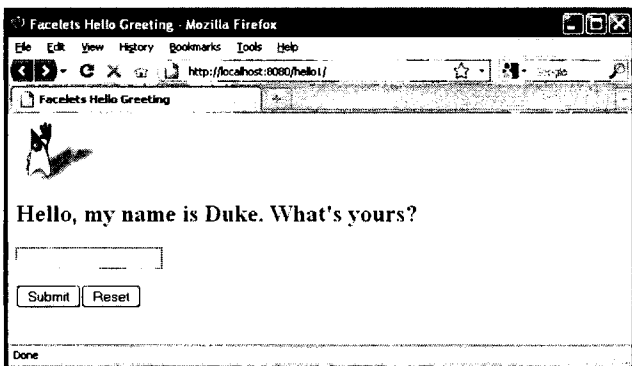 Facelets Hello Greeting - Mozilla Firefox
File Edit View History Bookmarks Tools Help
http://localhost:8080/hello1/
Facelets Hello Greeting
Hello, my name is Duke. What's yours?
Submit Reset
Done